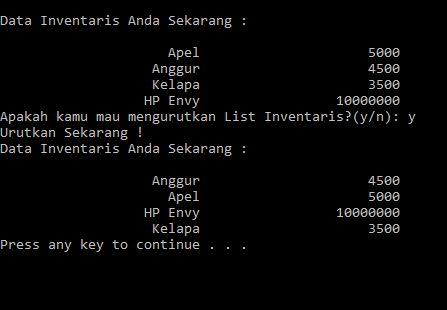 Data Inventaris Anda Sekarang :
Apel 5000
Anggur 4500
Kelapa 3500
HP Envy 10000000
Apakah kamu mau mengurutkan List Inventaris?(y/n): y
Urutkan Sekarang !
Data Inventaris Anda Sekarang :
Anggur 4500
Apel 5000
HP Envy 10000000
Kelapa 3500
Press any key to continue . . .